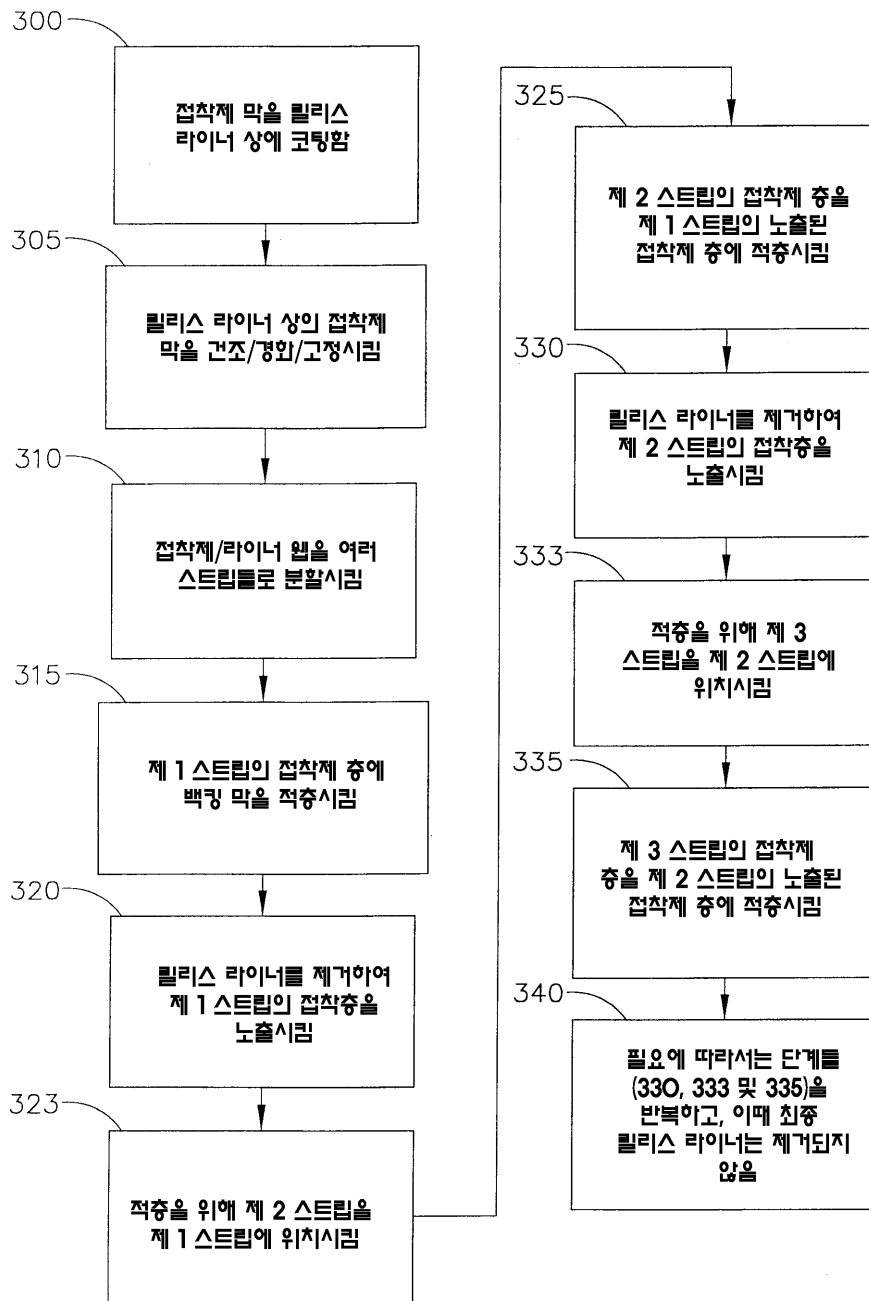 300
접착제 막을 릴리스
라이너 상에 코팅함
305
릴리스 라이너 상의 접착제
막을 건조/경화/고정시킴
310
접착제/라이너 웹을 여러
스트립들로 분할시킴
315
제 1 스트립의 접착제 층에
백킹 막을 적층시킴
320
릴리스 라이너를 제거하여
제 1 스트립의 접착층을
노출시킴
323
적층을 위해 제 2 스트립을
제 1 스트립에 위치시킴
325
제 2 스트립의 접착제 층을
제 1 스트립의 노출된
접착제 층에 적층시킴
330
릴리스 라이너를 제거하여
제 2 스트립의 접착층을
노출시킴
333
적층을 위해 제 3
스트립을 제 2 스트립에
위치시킴
335
제 3 스트립의 접착제
층을 제 2 스트립의 노출된
접착제 층에 적층시킴
340
필요에 따라서는 단계들
(330, 333 및 335)을
반복하고, 이때 최종
릴리스 라이너는 제거되지
않음